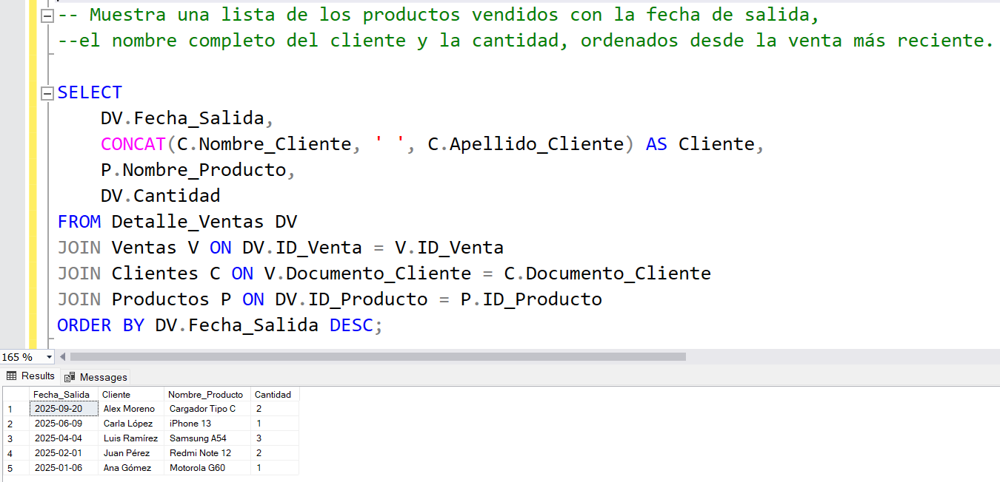 -- Muestra una lista de los productos vendidos con la fecha de salida,
--el nombre completo del cliente y la cantidad, ordenados desde la venta más reciente.
SELECT
DV.Fecha_Salida,
CONCAT(C.Nombre_Cliente, ' ', C.Apellido_Cliente) AS Cliente,
P.Nombre_Producto,
DV.Cantidad
FROM Detalle_Ventas DV
JOIN Ventas V ON DV.ID_Venta = V.ID_Venta
JOIN Clientes C ON V.Documento_Cliente = C.Documento_Cliente
JOIN Productos P ON DV.ID_Producto = P.ID_Producto
ORDER BY DV.Fecha_Salida DESC;
165 %
Results Messages
Fecha_Salida Cliente Nombre_Producto Cantidad
1 2025-09-20 Alex Moreno Cargador Tipo C 2
2 2025-06-09 Carla López iPhone 13 1
3 2025-04-04 Luis Ramírez Samsung A54 3
4 2025-02-01 Juan Pérez Redmi Note 12 2
5 2025-01-06 Ana Gómez Motorola G60 1